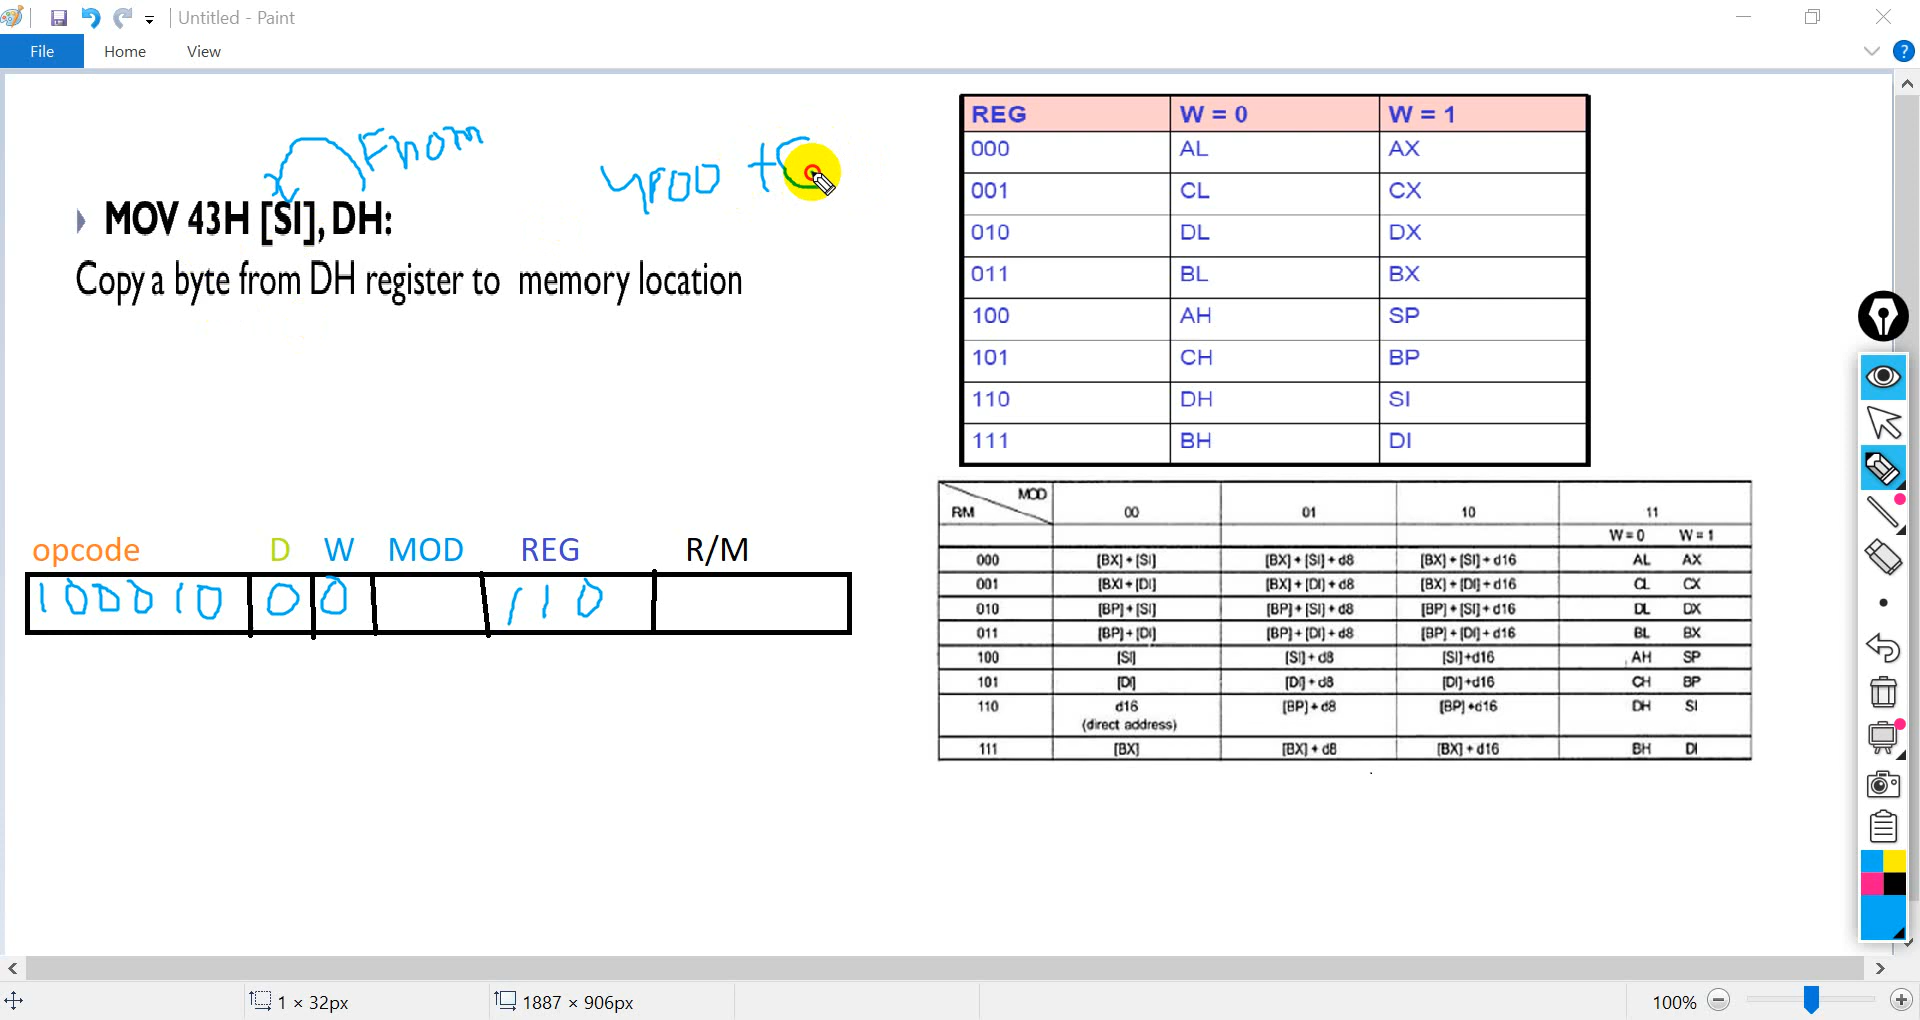 Untitled - Paint
File Home View
From
MOV 43H [SI], DH:
Copy a byte from DH register to memory location
opcode D W MOD REG R/M
100010 0 0 110
REG W = 0 W = 1
000 AL AX
001 CL CX
010 DL DX
011 BL BX
100 AH SP
101 CH BP
110 DH SI
111 BH DI
MOD
RM 00 01 10 11
W=0 W=1
000 [BX] + [SI] [BX] + [SI] + d8 [BX] + [SI] + d16 AL AX
001 [BX] + [DI] [BX] + [DI] + d8 [BX] + [DI] + d16 CL CX
010 [BP] + [SI] [BP] + [SI] + d8 [BP] + [SI] + d16 DL DX
011 [BP] + [DI] [BP] + [DI] + d8 [BP] + [DI] + d16 BL BX
100 [SI] [SI] + d8 [SI]+d16 AH SP
101 [DI] [DI] + d8 [DI]+d16 CH BP
110 d16 [BP] + d8 [BP] +d16 DH SI
(direct address)
111 [BX] [BX] + d8 [BX] + d16 BH DI
1 × 32px 1887 × 906px 100%